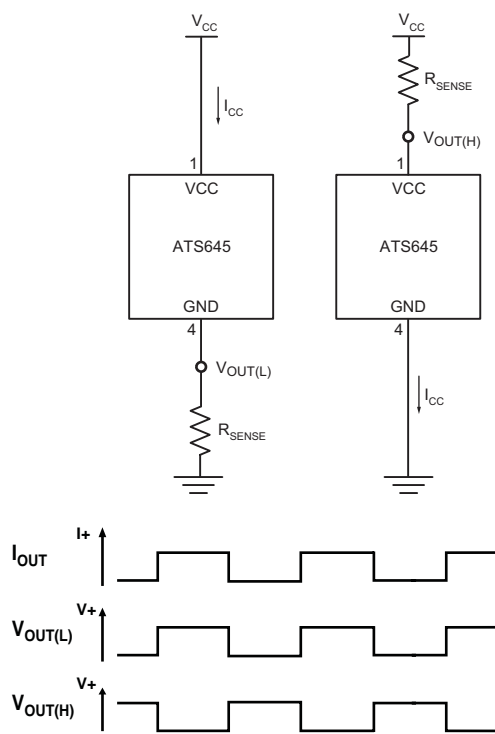 VCC
ICC
1
VCC
ATS645
GND
4
VOUT(L)
RSENSE
VCC
RSENSE
VOUT(H)
1
VCC
ATS645
GND
4
ICC
I+
IOUT
V+
VOUT(L)
V+
VOUT(H)